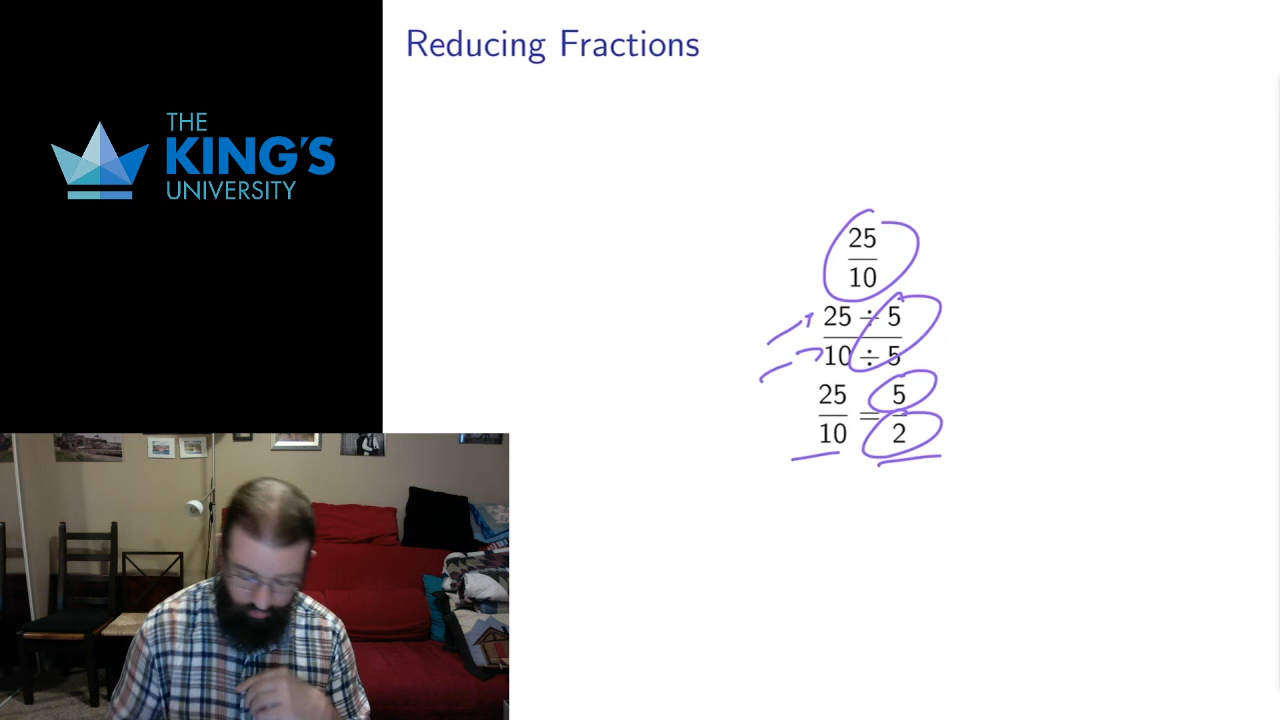 THE
KING'S
UNIVERSITY
Reducing Fractions
25
10
25 ÷ 5
10 ÷ 5
25 = 5
10 2